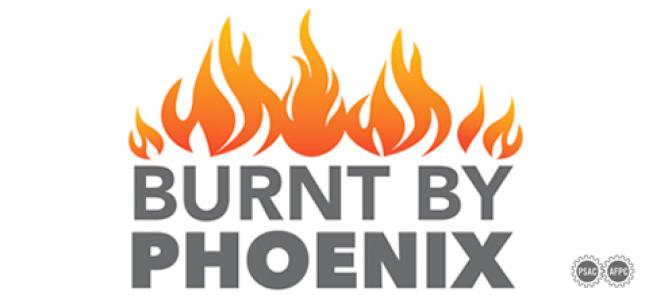 BURNT BY
PHOENIX
PSAC AFPC